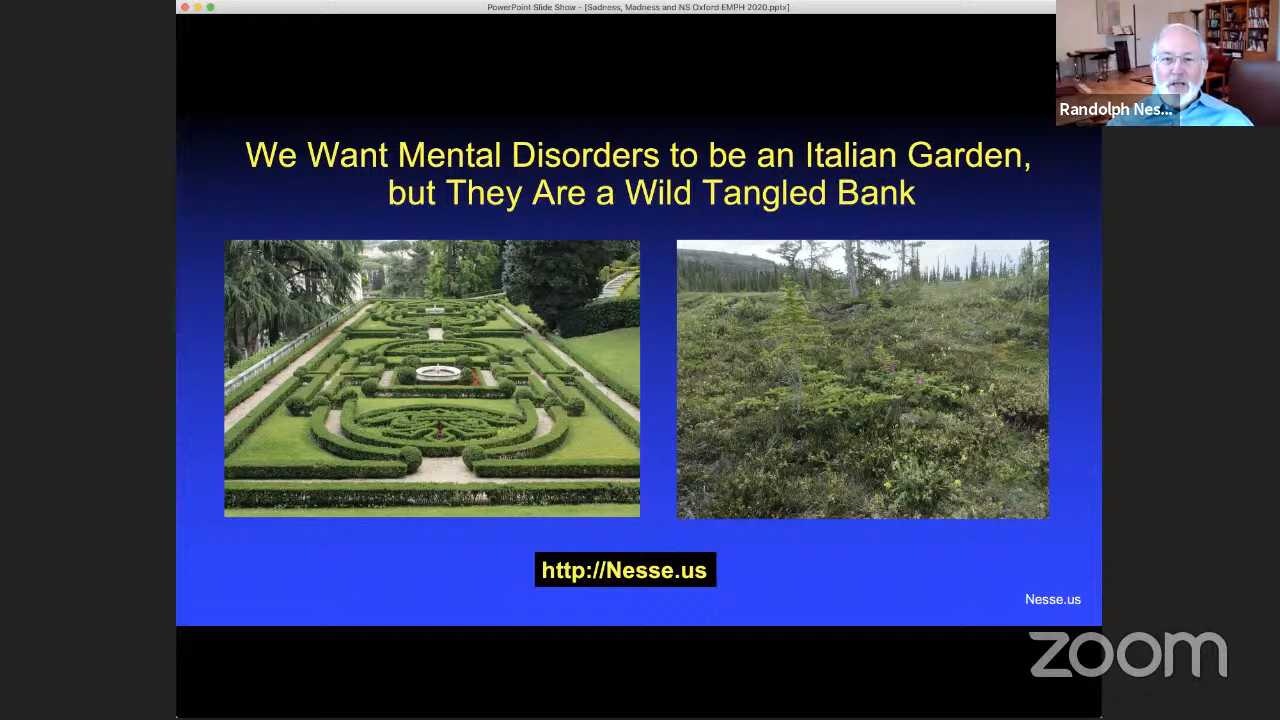 PowerPoint Slide Show - [Sadness, Madness and NS Oxford EMPH 2020.pptx]
Randolph Nes...
We Want Mental Disorders to be an Italian Garden,
but They Are a Wild Tangled Bank
http://Nesse.us
Nesse.us
zoom